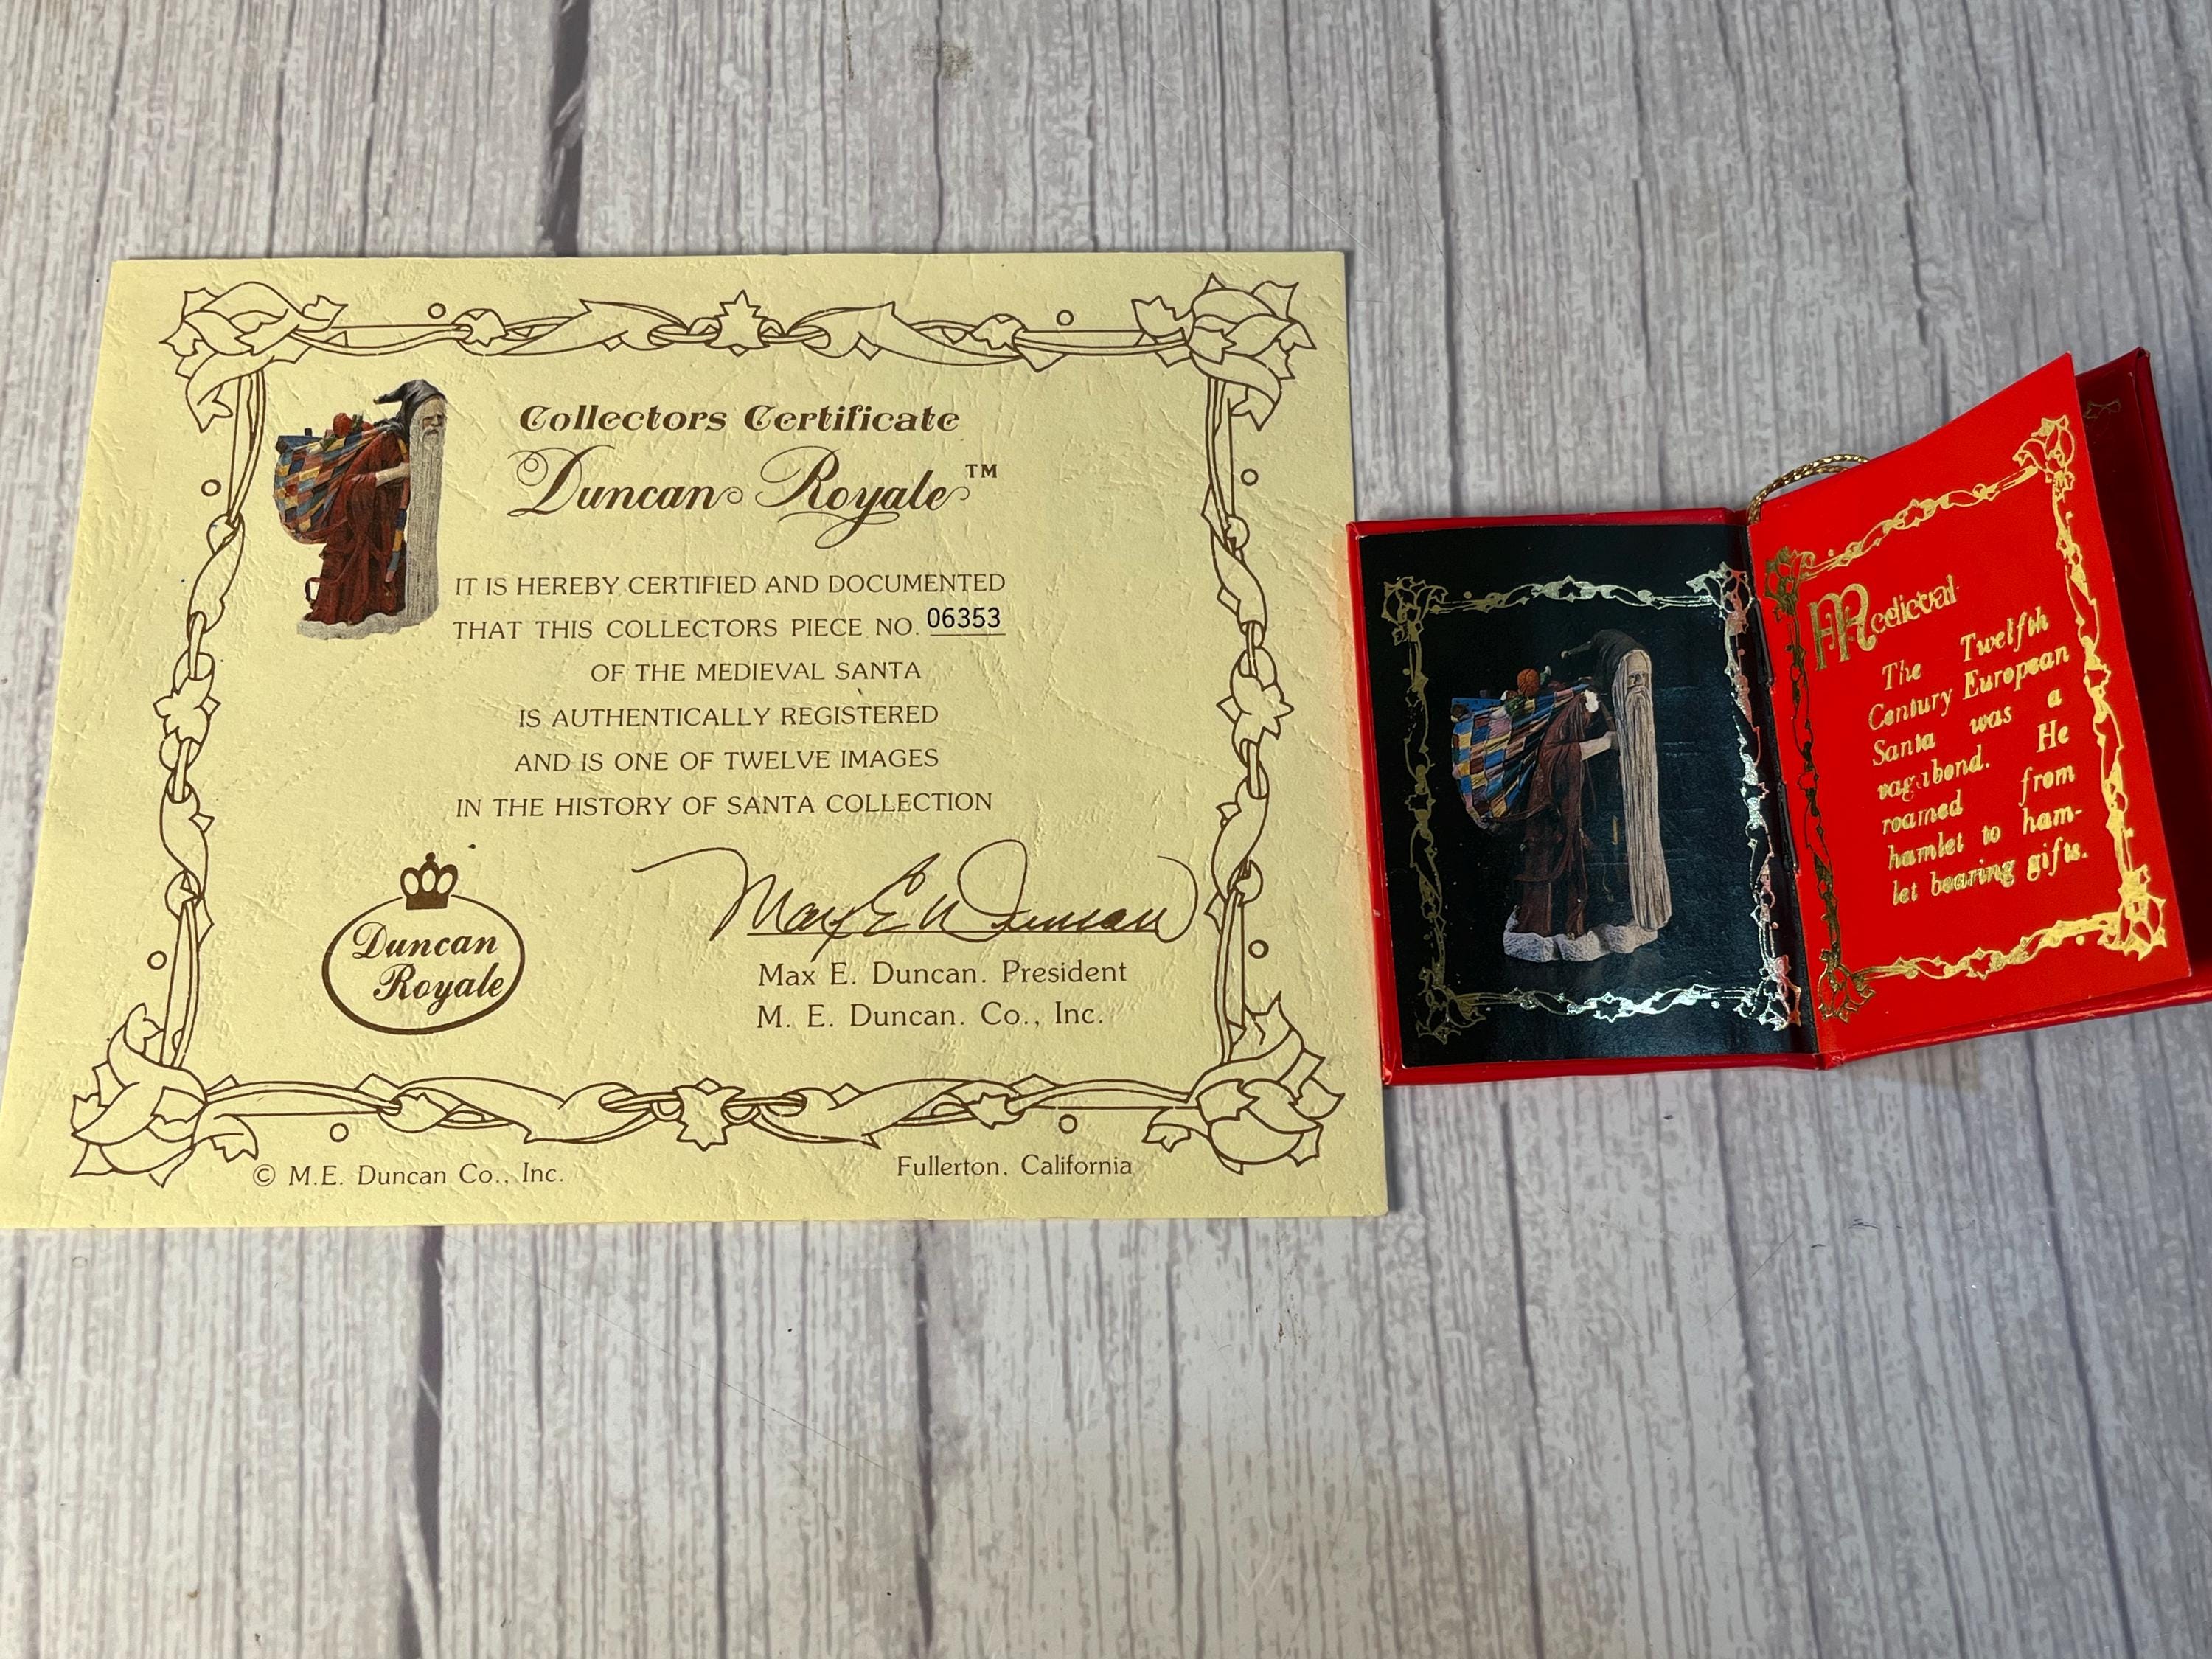 Collectors Certificate
Duncan Royale™
IT IS HEREBY CERTIFIED AND DOCUMENTED
THAT THIS COLLECTORS PIECE NO. 06353
OF THE MEDIEVAL SANTA
IS AUTHENTICALLY REGISTERED
AND IS ONE OF TWELVE IMAGES
IN THE HISTORY OF SANTA COLLECTION
Duncan
Royale
Max E Duncan
Max E. Duncan. President
M. E. Duncan. Co., Inc.
© M.E. Duncan Co., Inc.
Fullerton, California
Medieval
The Twelfth
Century European
Santa was a
vagabond. He
roamed from
hamlet to ham-
let bearing gifts.